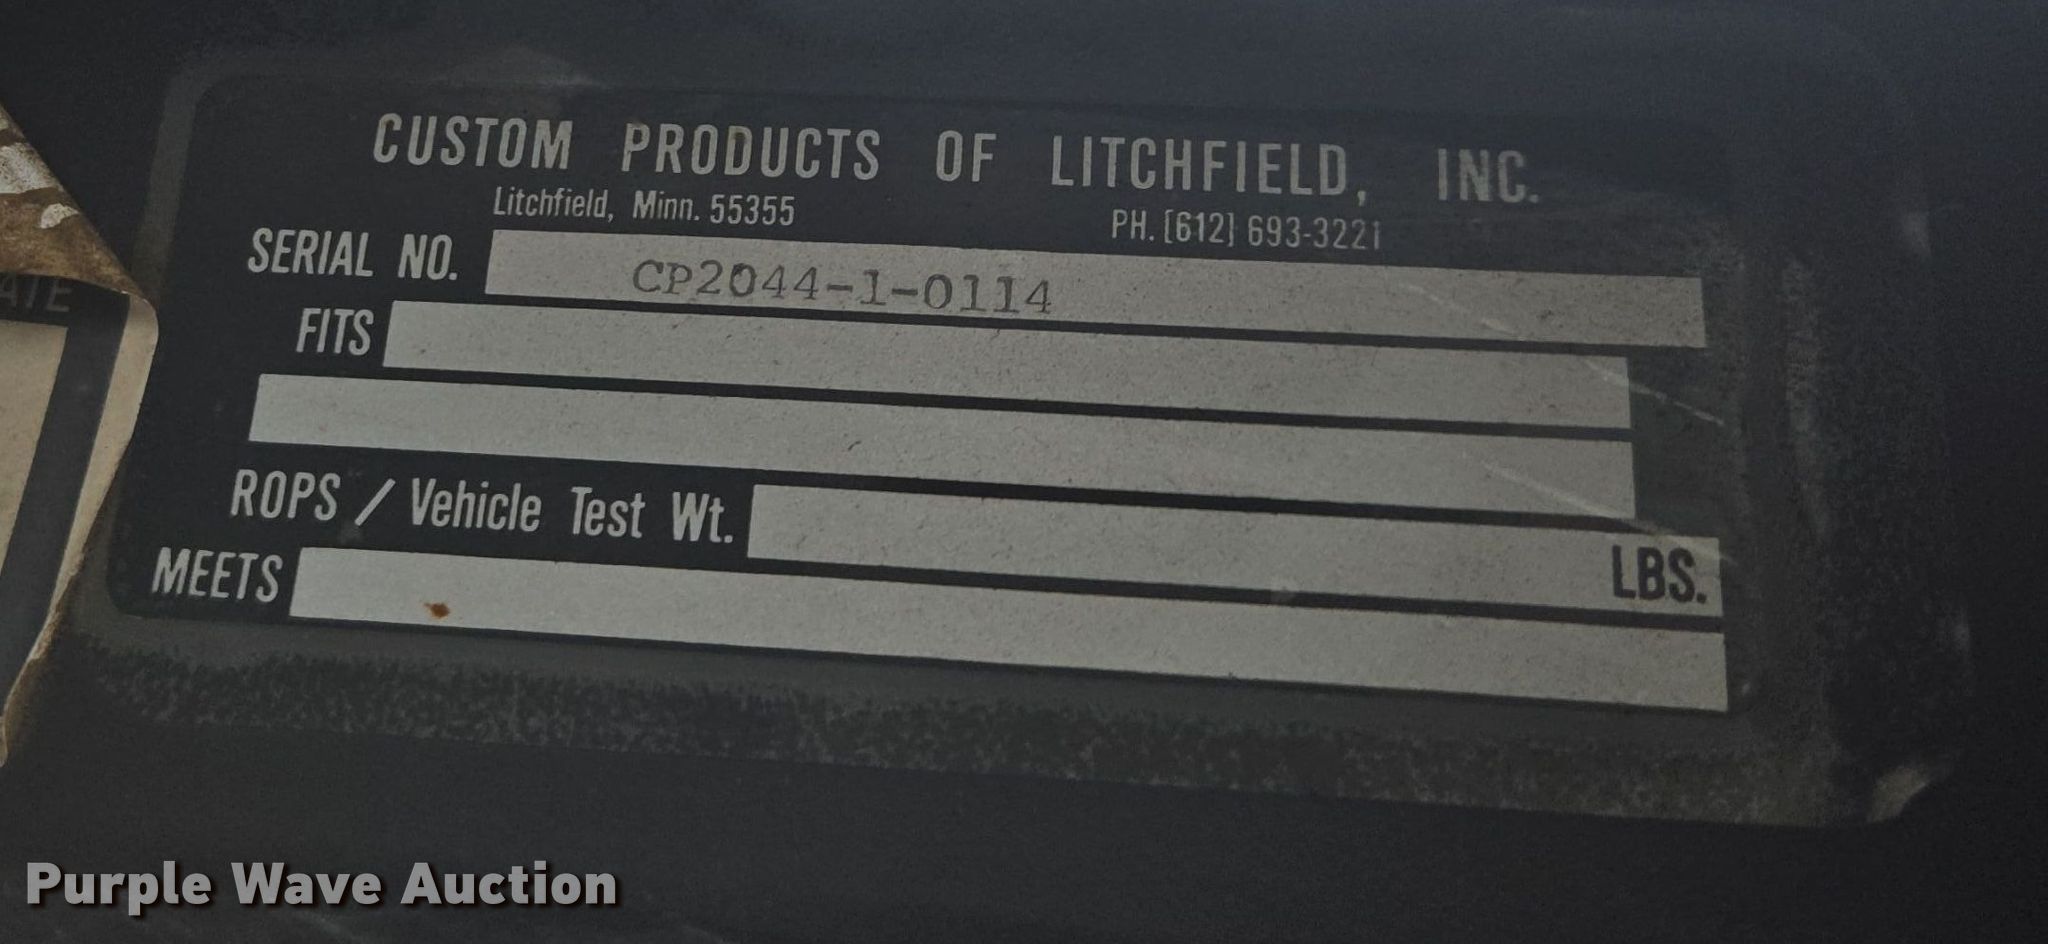 CUSTOM PRODUCTS OF LITCHFIELD, INC.
Litchfield, Minn. 55355 PH. [612] 693-3221
SERIAL NO. CP2044-1-0114
FITS
ROPS / Vehicle Test Wt. LBS.
MEETS
Purple Wave Auction